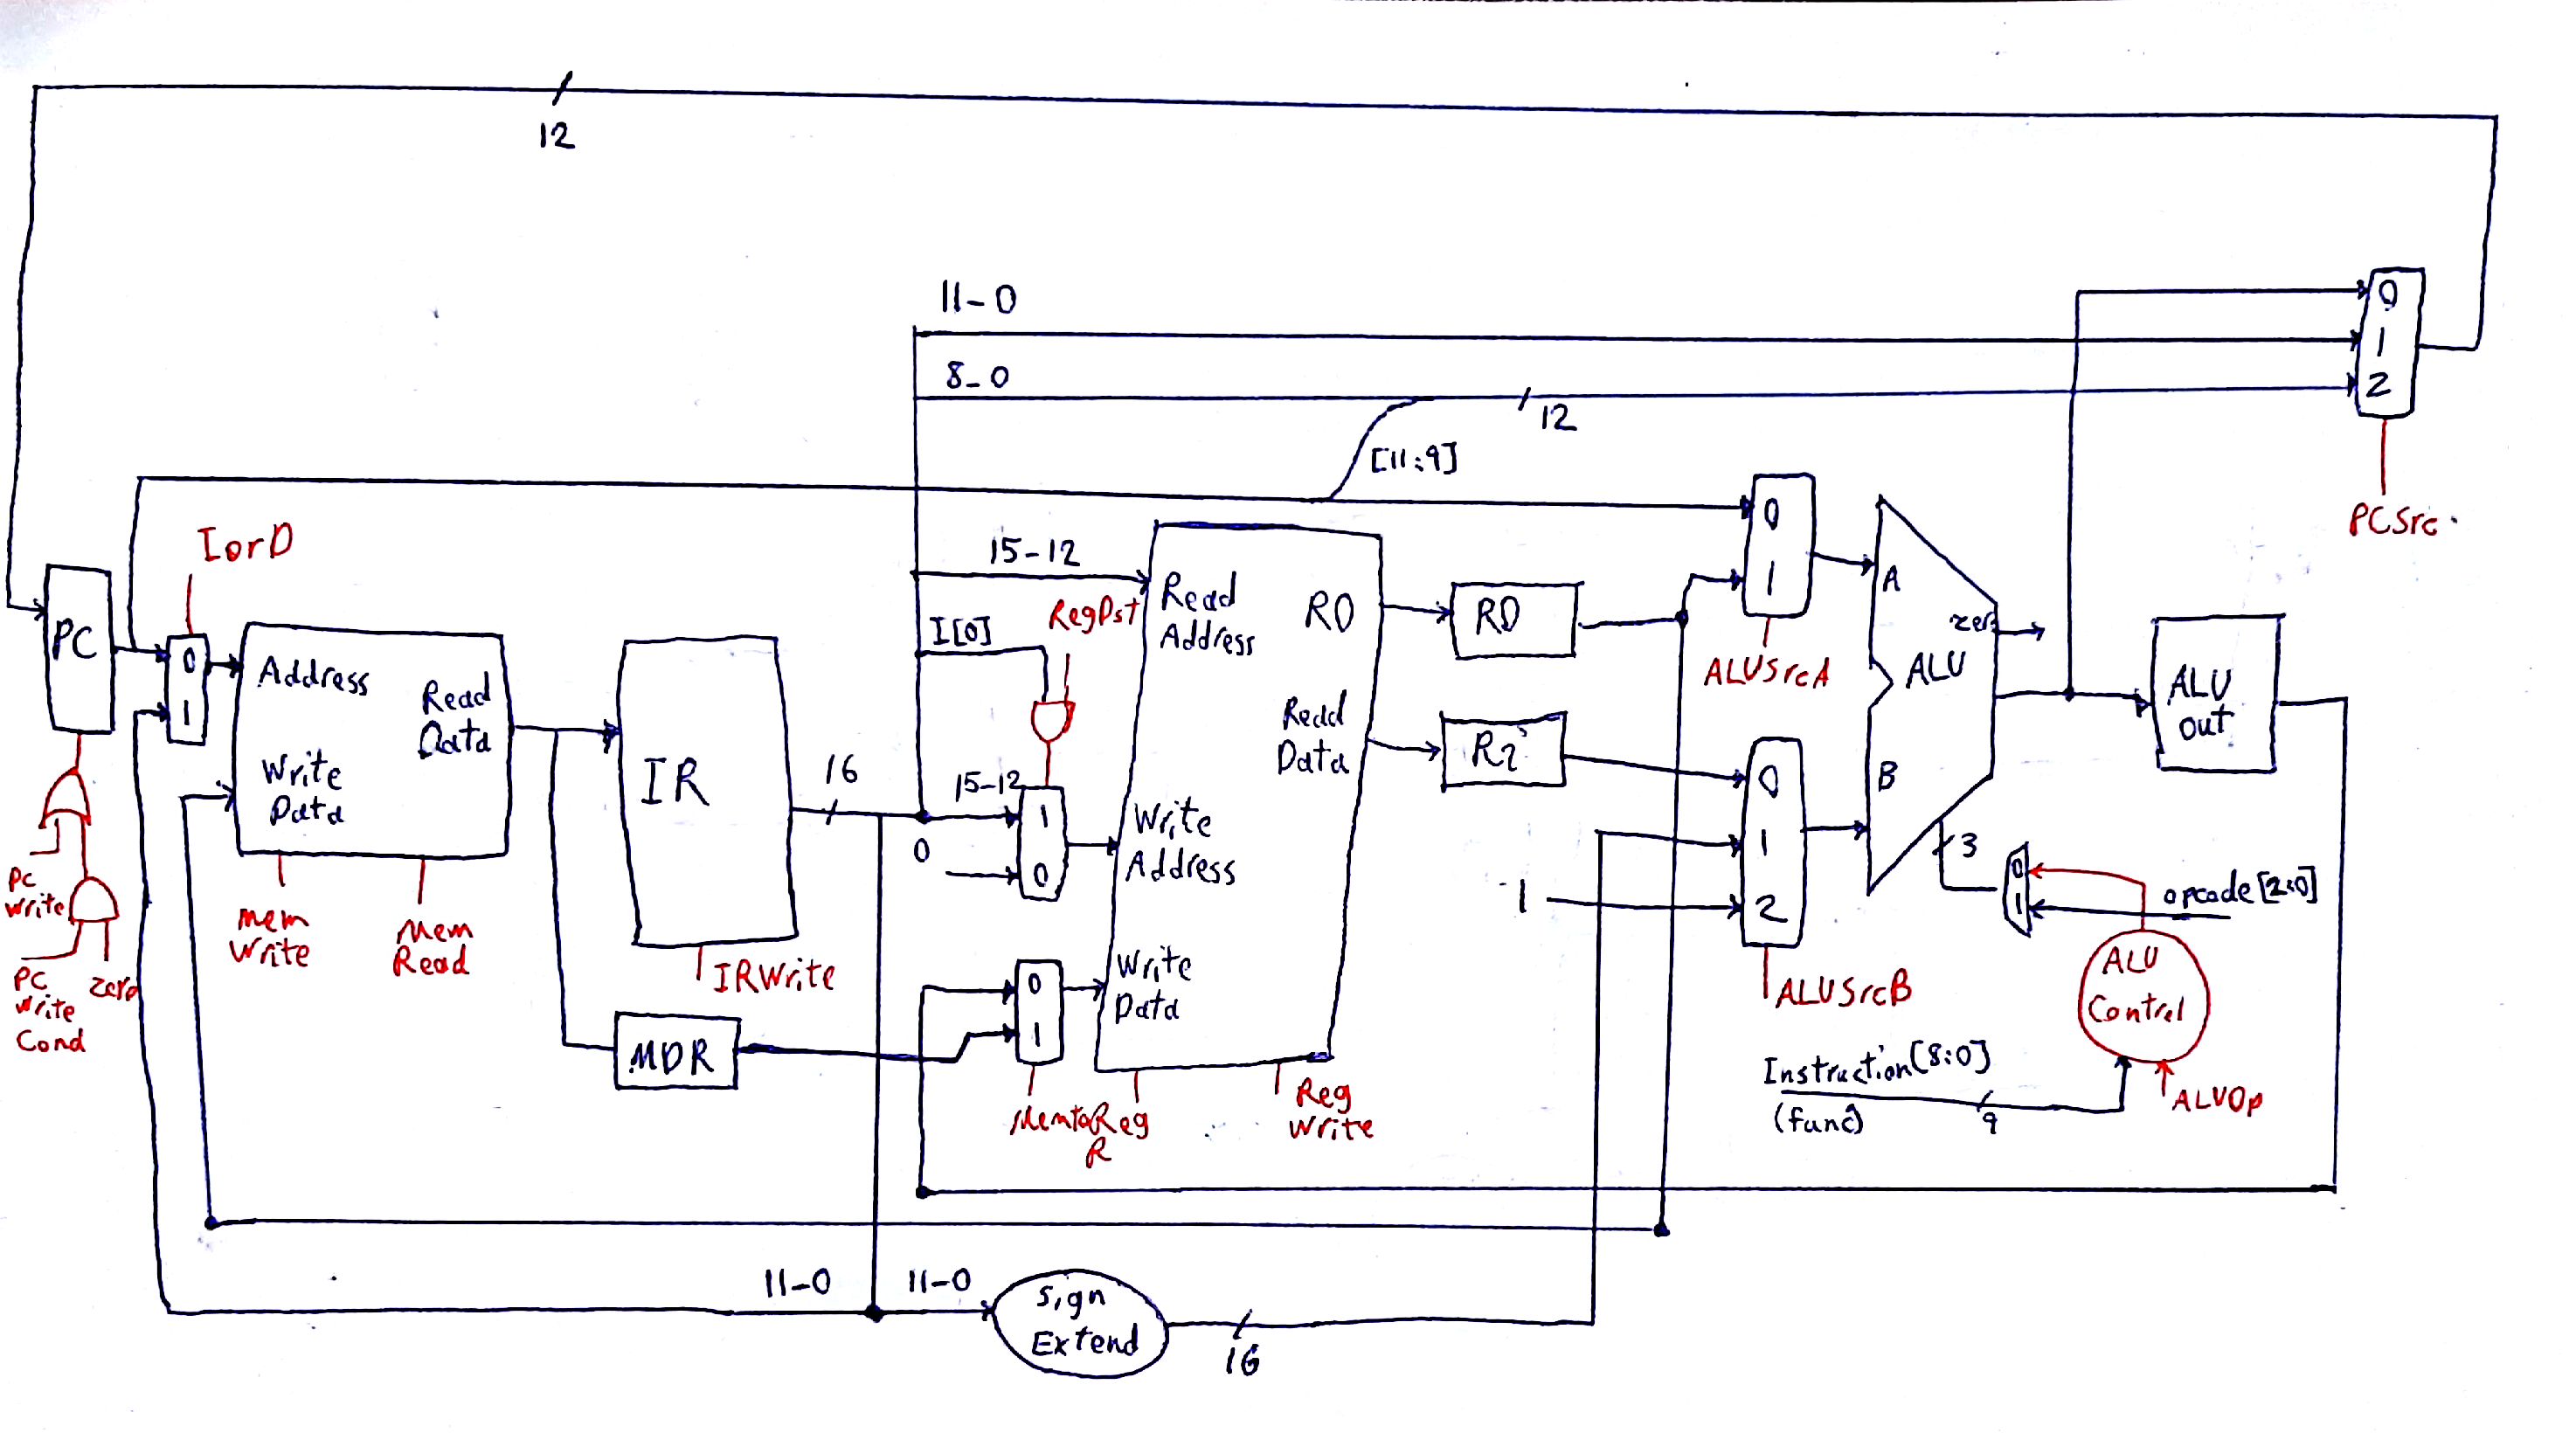 12
11-0
0
1
2
8-0
12
[11:9]
PCSrc
IorD
15-12
0
1
PC
0
1
Address
Read
Data
Write
Data
mem
Write
Mem
Read
PC
Write
PC
Write
Cond
zero
IR
16
IRWrite
MDR
I[0]
RegDst
15-12
0
1
0
Read
Address
R0
Read
Data
Write
Address
Write
Data
0
1
MemtoReg
R
Reg
Write
R0
R2
ALUSrcA
0
1
2
1
ALUSrcB
A
B
ALU
zero
3
ALU
out
0
1
opcode[2:0]
ALU
Control
Instruction[8:0]
(func)
9
ALUOp
11-0
11-0
Sign
Extend
16